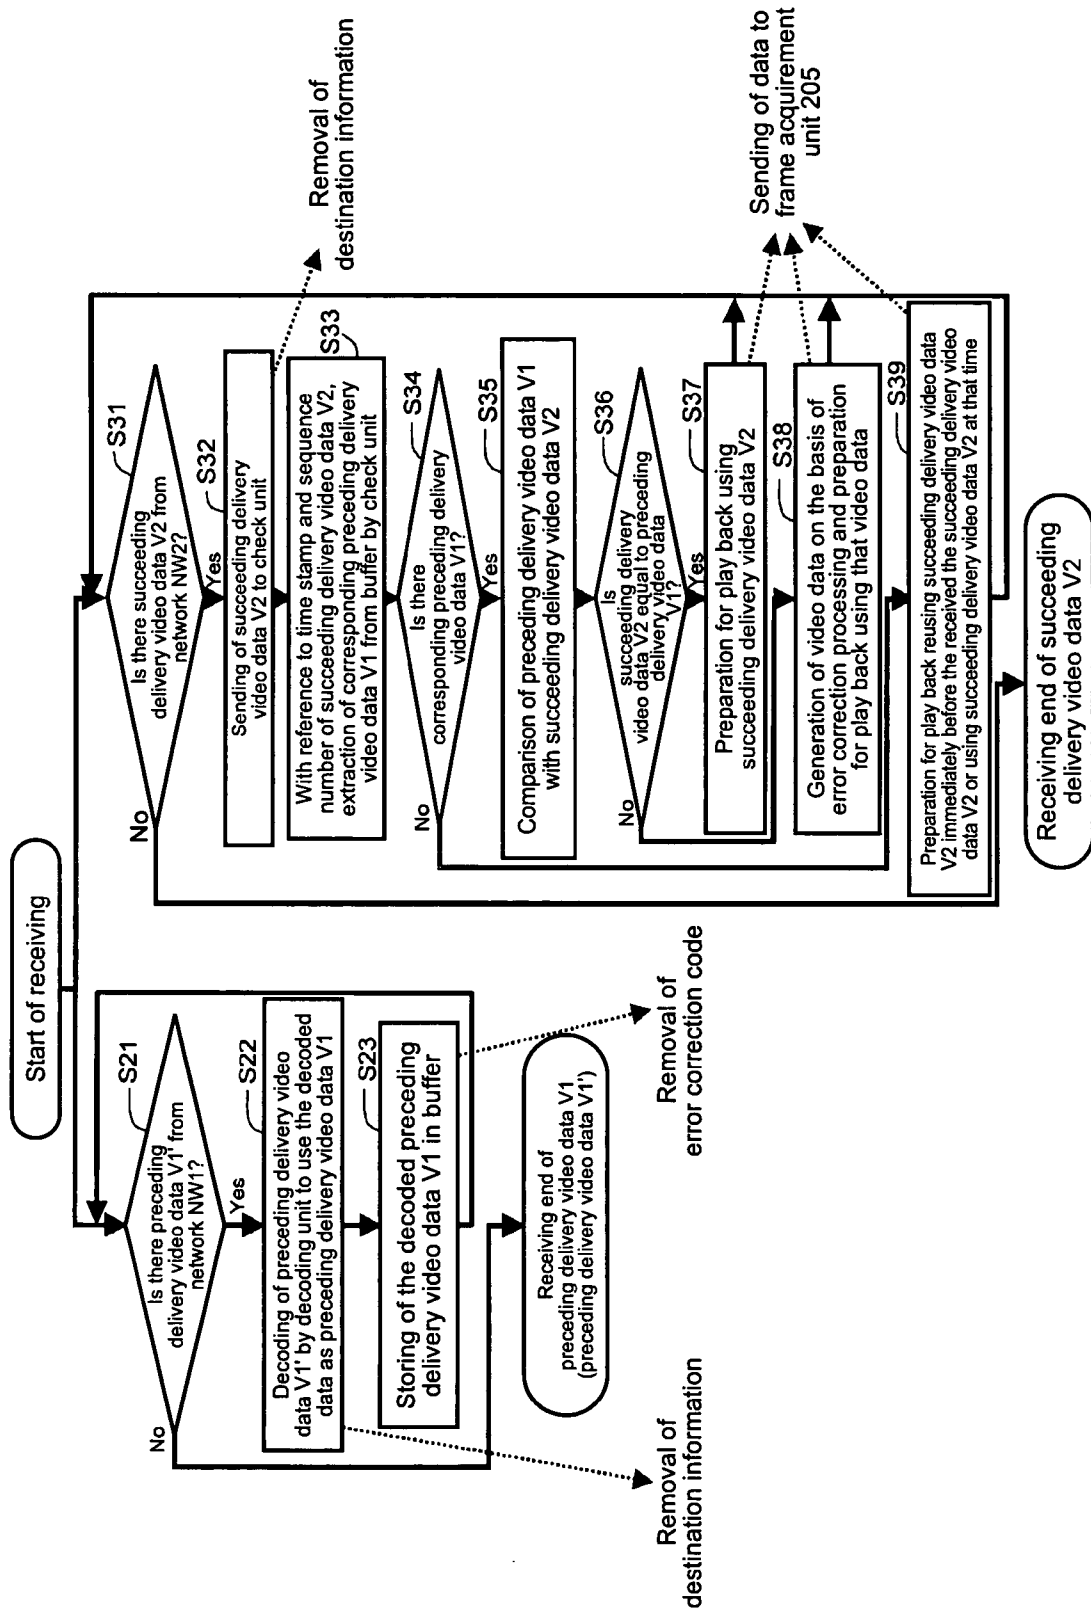 Start of receiving
S21
Is there preceding
delivery video data V1' from
network NW1?
No
Yes
S22
Decoding of preceding delivery video
data V1' by decoding unit to use the decoded
data as preceding delivery video data V1
S23
Storing of the decoded preceding
delivery video data V1 in buffer
Receiving end of
preceding delivery video data V1
(preceding delivery video data V1')
Removal of
destination information
Removal of
error correction code
S31
Is there succeeding
delivery video data V2 from
network NW2?
No
Yes
S32
Sending of succeeding delivery
video data V2 to check unit
Removal of
destination information
S33
With reference to time stamp and sequence
number of succeeding delivery video data V2,
extraction of corresponding preceding delivery
video data V1 from buffer by check unit
S34
Is there
corresponding preceding delivery
video data V1?
No
Yes
S35
Comparison of preceding delivery video data V1
with succeeding delivery video data V2
S36
Is
succeeding delivery
video data V2 equal to preceding
delivery video data
V1?
No
Yes
S37
Preparation for play back using
succeeding delivery video data V2
S38
Generation of video data on the basis of
error correction processing and preparation
for play back using that video data
S39
Preparation for play back reusing succeeding delivery video data
V2 immediately before the received the succeeding delivery video
data V2 or using succeeding delivery video data V2 at that time
Sending of data to
frame acquirement
unit 205
Receiving end of succeeding
delivery video data V2